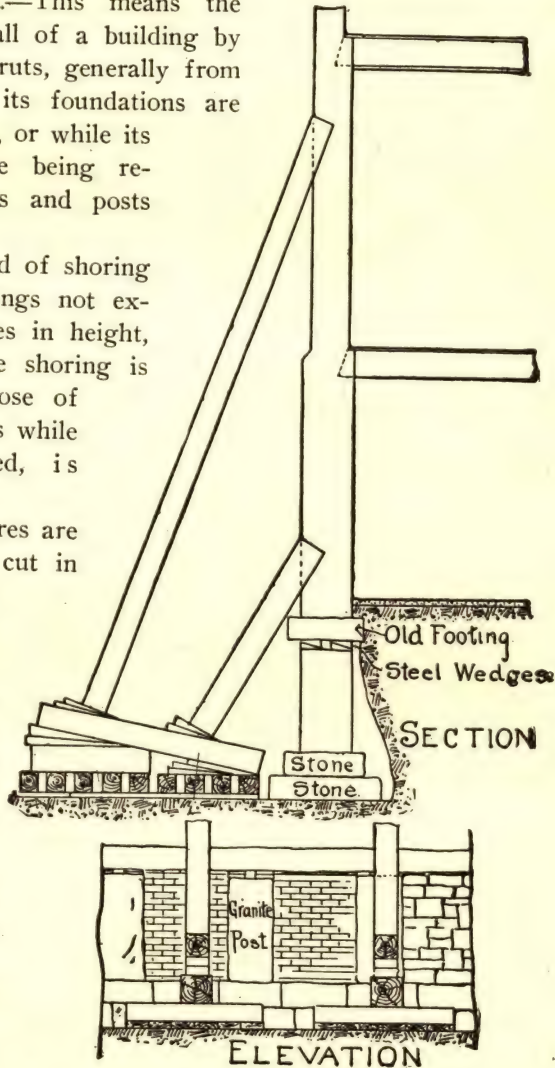 .—This means the
all of a building by
ruts, generally from
its foundations are
, or while its
e being re-
s and posts
d of shoring
ings not ex-
es in height,
e shoring is
ose of
s while
ed, is
res are
cut in
Old Footing
Steel Wedges
SECTION
Stone
Stone.
Granite
Post
ELEVATION